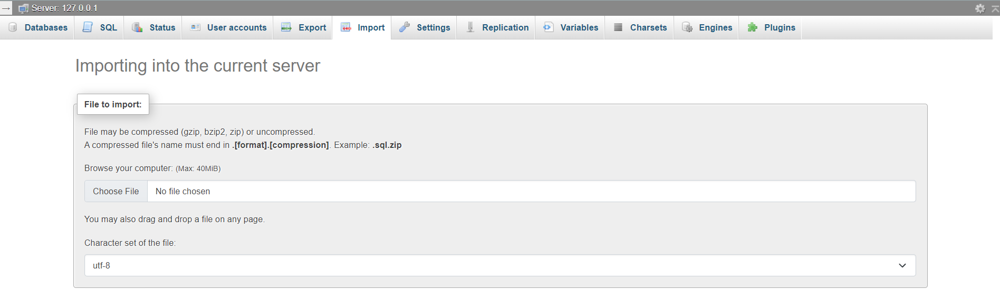 Server: 127.0.0.1
Databases SQL Status User accounts Export Import Settings Replication Variables Charsets Engines Plugins
Importing into the current server
File to import:
File may be compressed (gzip, bzip2, zip) or uncompressed.
A compressed file's name must end in .[format].[compression]. Example: .sql.zip
Browse your computer: (Max: 40MiB)
Choose File No file chosen
You may also drag and drop a file on any page.
Character set of the file:
utf-8